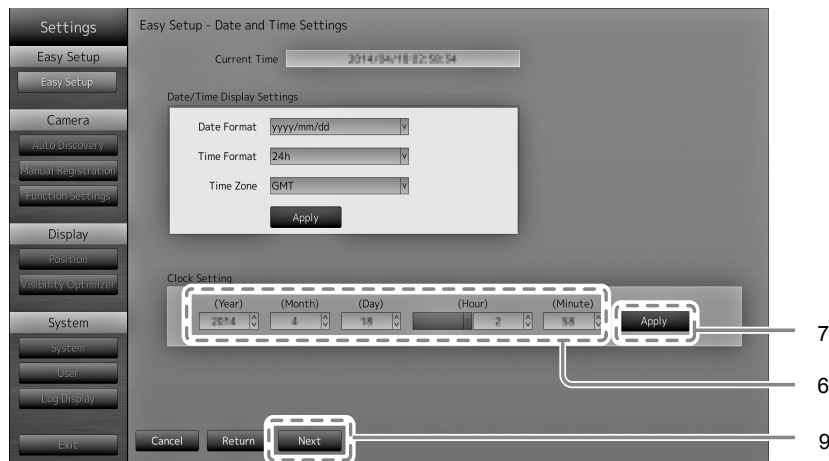 Settings
Easy Setup
Easy Setup
Camera
Auto Discovery
Manual Registration
Function Settings
Display
Position
Visibility Optimizer
System
System
User
Log Display
Exit
Easy Setup - Date and Time Settings
Current Time
Date/Time Display Settings
Date Format yyyy/mm/dd
Time Format 24h
Time Zone GMT
Apply
Clock Setting
(Year) (Month) (Day) (Hour) (Minute)
2014 4 18 2 58
Apply
7
6
Cancel Return Next
9